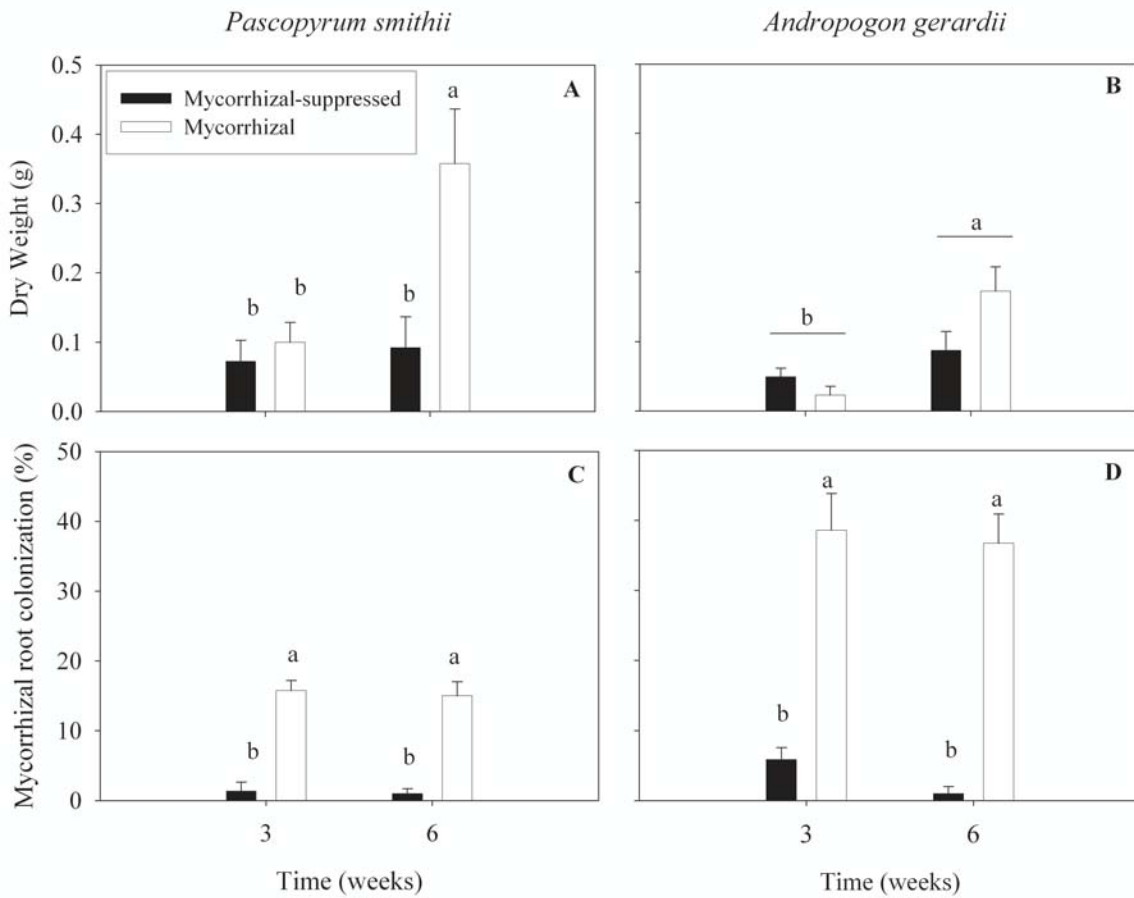 Pascopyrum smithii
Andropogon gerardii
Dry Weight (g)
0.5
0.4
0.3
0.2
0.1
0.0
Mycorrhizal-suppressed
Mycorrhizal
A
b
b
b
a
B
b
a
Mycorrhizal root colonization (%)
50
40
30
20
10
0
C
b
a
b
a
D
b
a
b
a
3
6
3
6
Time (weeks)
Time (weeks)